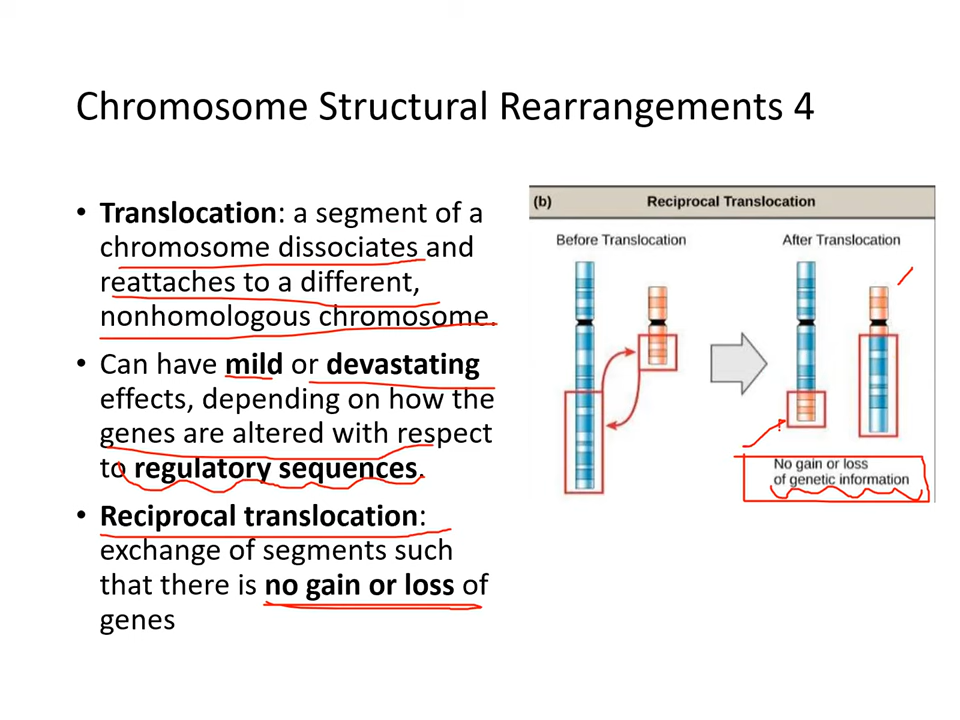 Chromosome Structural Rearrangements 4
• Translocation: a segment of a
chromosome dissociates and
reattaches to a different,
nonhomologous chromosome.
• Can have mild or devastating
effects, depending on how the
genes are altered with respect
to regulatory sequences.
• Reciprocal translocation:
exchange of segments such
that there is no gain or loss of
genes
(b) Reciprocal Translocation
Before Translocation After Translocation
No gain or loss
of genetic information